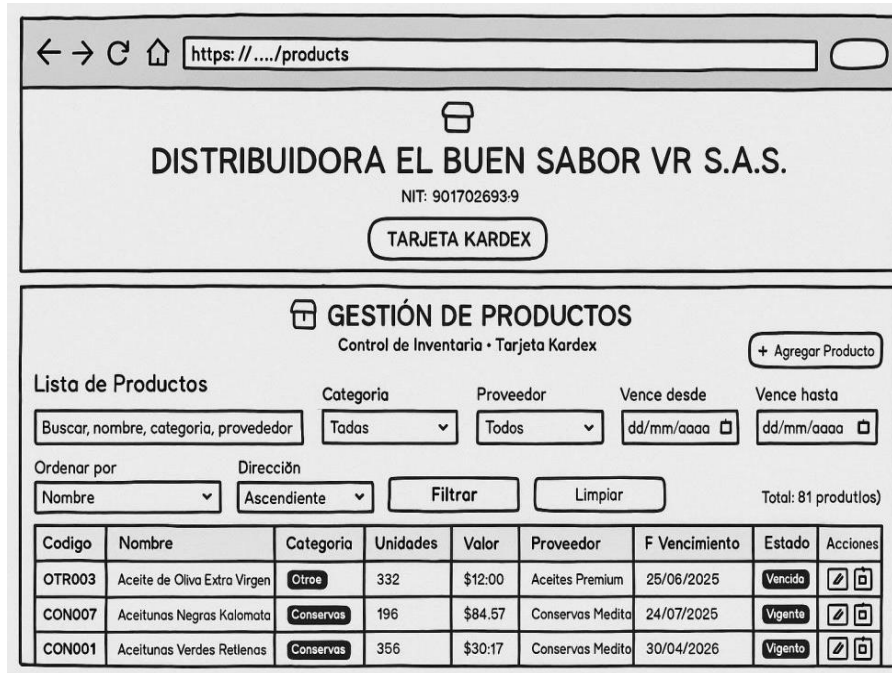 https: // ..../products
DISTRIBUIDORA EL BUEN SABOR VR S.A.S.
NIT: 901702693-9
TARJETA KARDEX
GESTIÓN DE PRODUCTOS
Control de Inventaria • Tarjeta Kardex
+ Agregar Producto
Lista de Productos
Categoria
Proveedor
Vence desde
Vence hasta
Buscar, nombre, categoria, provededor
Tadas
Todos
dd/mm/aaaa
dd/mm/aaaa
Ordenar por
Dirección
Nombre
Ascendiente
Filtrar
Limpiar
Total: 81 produtlos)
Codigo Nombre Categoria Unidades Valor Proveedor F Vencimiento Estado Acciones
OTR003 Aceite de Oliva Extra Virgen Otroe 332 $12:00 Aceites Premium 25/06/2025 Vencido
CON007 Aceitunas Negras Kalomata Conservas 196 $84.57 Conservas Medita 24/07/2025 Vigente
CON001 Aceitunas Verdes Retlenas Conservas 356 $30:17 Conservas Medito 30/04/2026 Vigente